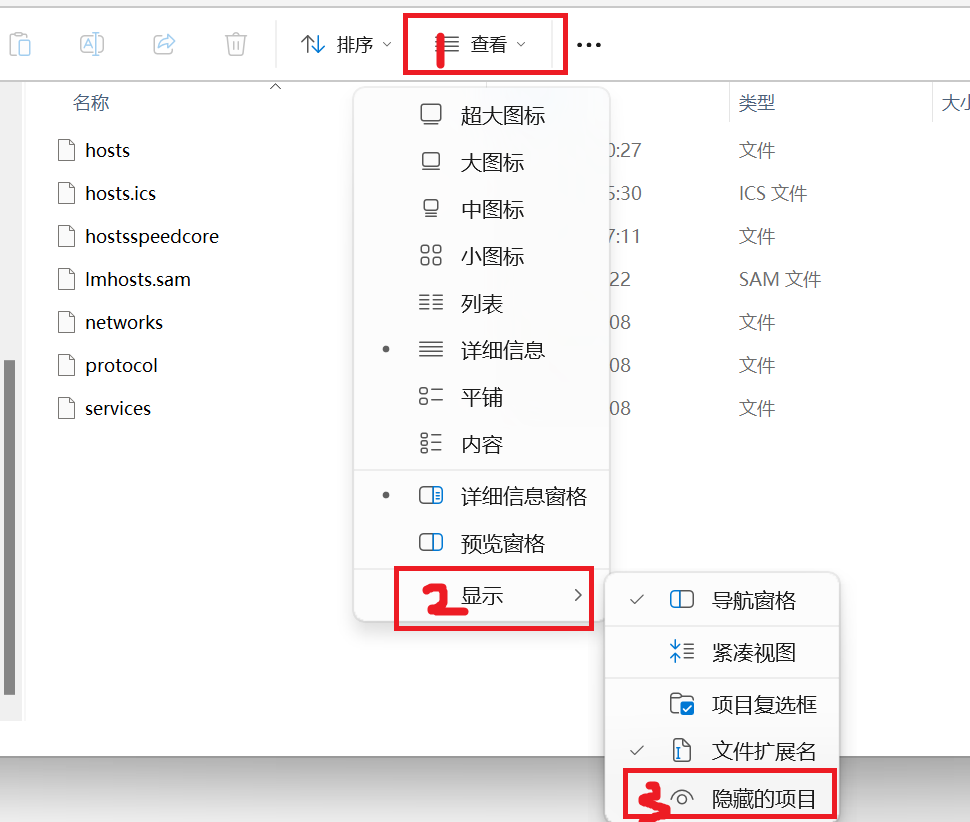 排序 1 查看 •••
名称 类型 大小
hosts 0:27 文件
hosts.ics 5:30 ICS 文件
hostsspeedcore 7:11 文件
lmhosts.sam 22 SAM 文件
networks 08 文件
protocol 08 文件
services 08 文件
超大图标
大图标
中图标
小图标
列表
详细信息
平铺
内容
详细信息窗格
预览窗格
2 显示
导航窗格
紧凑视图
项目复选框
文件扩展名
3 隐藏的项目